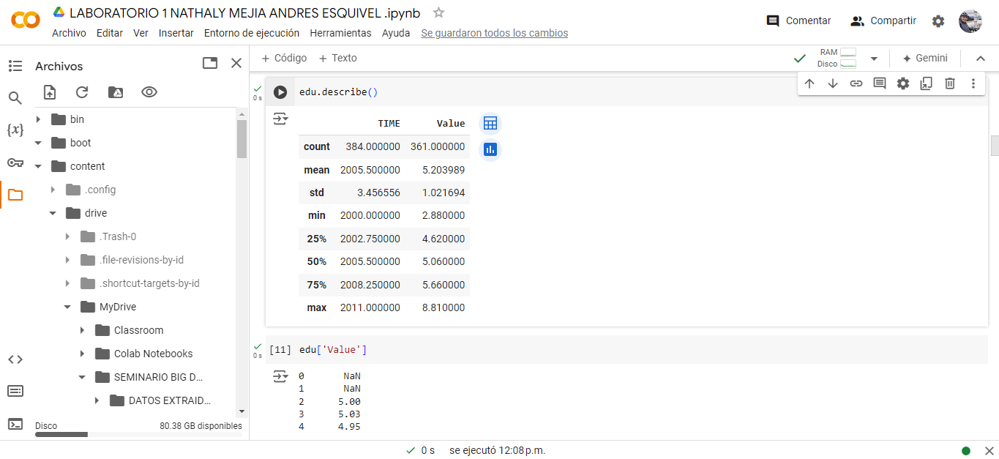 LABORATORIO 1 NATHALY MEJIA ANDRES ESQUIVEL .ipynb
Archivo Editar Ver Insertar Entorno de ejecución Herramientas Ayuda Se guardaron todos los cambios
Comentar Compartir
Archivos
+ Código + Texto
RAM
Disco
Gemini
bin
boot
content
.config
drive
.Trash-0
.file-revisions-by-id
.shortcut-targets-by-id
MyDrive
Classroom
Colab Notebooks
SEMINARIO BIG D...
DATOS EXTRAID...
Disco 80.38 GB disponibles
0 s
edu.describe()
TIME Value
count 384.000000 361.000000
mean 2005.500000 5.203989
std 3.456556 1.021694
min 2000.000000 2.880000
25% 2002.750000 4.620000
50% 2005.500000 5.060000
75% 2008.250000 5.660000
max 2011.000000 8.810000
0 s
[11] edu['Value']
0 NaN
1 NaN
2 5.00
3 5.03
4 4.95
0 s se ejecutó 12:08 p.m.